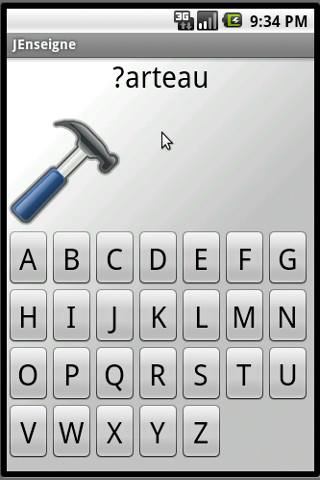 3G 9:34 PM
JEnseigne
?arteau
A B C D E F G
H I J K L M N
O P Q R S T U
V W X Y Z